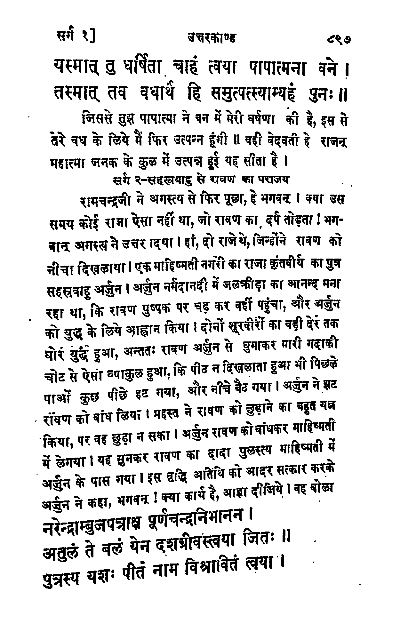 सर्ग १]
उत्तरकाण्ड
८९७
यस्मात् तु धर्षिता चाहं त्वया पापात्मना वने ।
तस्मात् तव वधार्थं हि समुत्पत्स्याम्यहं पुनः ॥
जिससे तुझ पापात्मा ने वन में मेरी धर्षणा की है, इस से
तेरे वध के लिये मैं फिर उत्पन्न हूंगी ॥ वही वेदवती हे राजन्
महात्मा जनक के कुल में उत्पन्न हुई यह सीता है ।
सर्ग २-सहस्रबाहु से रावण का पराजय
रामचन्द्रजी ने अगस्त्य से फिर पूछा, हे भगवन् ! क्या उस
समय कोई राजा ऐसा नहीं था, जो रावण का दर्प तोड़ता ! भग-
वान् अगस्त्य ने उत्तर दिया । हां, दो राजे थे, जिन्होंने रावण को
नीचा दिखलाया । एक माहिष्मती नगरी का राजा कृतवीर्य का पुत्र
सहस्रबाहु अर्जुन । अर्जुन नर्मदानदी में जलक्रीड़ा का आनन्द मना
रहा था, कि रावण पुष्पक पर चढ़ कर वहीं पहुंचा, और अर्जुन
को युद्ध के लिये आह्वान किया । दोनों शूरवीरों का बड़ी देर तक
घोर युद्ध हुआ, अन्ततः रावण अर्जुन से घुमाकर मारी गदाकी
चोट से ऐसा व्याकुल हुआ, कि पीठ न दिखलाता हुआ भी पिछले
पाओं कुछ पीछे हट गया, और नीचे बैठ गया । अर्जुन ने झट
रावण को बांध लिया । प्रहस्त ने रावण को छुड़ाने का बहुत यत्न
किया, पर वह छुड़ा न सका । अर्जुन रावण को बांधकर माहिष्मती
में लेगया । यह सुनकर रावण का दादा पुलस्त्य माहिष्मती में
अर्जुन के पास गया । इस वृद्धि अतिथि को आदर सत्कार करके
अर्जुन ने कहा, भगवन् ! क्या कार्य है, आज्ञा दीजिये । वह बोला
नरेन्द्राम्बुजपत्राक्ष पूर्णचन्द्रनिभानन ।
अतुलं ते बलं येन दशग्रीवस्त्वया जितः ॥
पुत्रस्य यशः पीतं नाम विश्रावितं त्वया ।